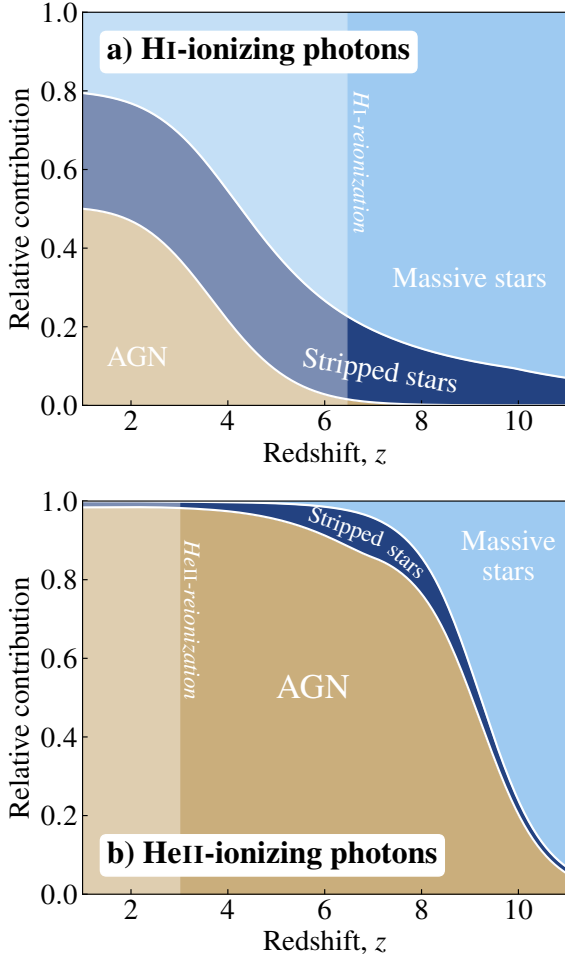 1.0
a) HI-ionizing photons
0.8
0.6
0.4
0.2
0.0
Relative contribution
HI-reionization
Massive stars
AGN
Stripped stars
2 4 6 8 10
Redshift, z
1.0
0.8
0.6
0.4
0.2
0.0
Relative contribution
Stripped stars
Massive
stars
HeII-reionization
AGN
b) HeII-ionizing photons
2 4 6 8 10
Redshift, z